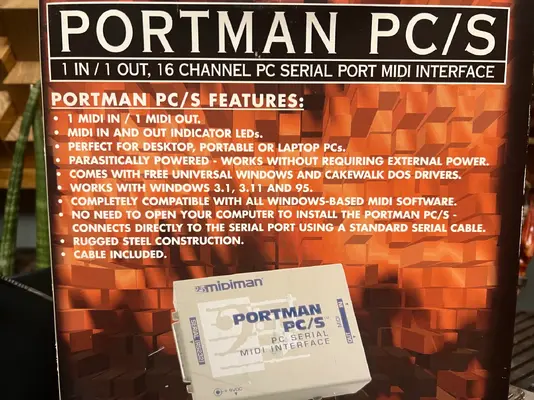 PORTMAN PC/S
1 IN / 1 OUT, 16 CHANNEL PC SERIAL PORT MIDI INTERFACE
PORTMAN PC/S FEATURES:
• 1 MIDI IN / 1 MIDI OUT.
• MIDI IN AND OUT INDICATOR LEDs.
• PERFECT FOR DESKTOP, PORTABLE OR LAPTOP PCs.
• PARASITICALLY POWERED - WORKS WITHOUT REQUIRING EXTERNAL POWER.
• COMES WITH FREE UNIVERSAL WINDOWS AND CAKEWALK DOS DRIVERS.
• WORKS WITH WINDOWS 3.1, 3.11 AND 95.
• COMPLETELY COMPATIBLE WITH ALL WINDOWS-BASED MIDI SOFTWARE.
• NO NEED TO OPEN YOUR COMPUTER TO INSTALL THE PORTMAN PC/S -
CONNECTS DIRECTLY TO THE SERIAL PORT USING A STANDARD SERIAL CABLE.
• RUGGED STEEL CONSTRUCTION.
• CABLE INCLUDED.
midiman
PORTMAN
PC/S
PC SERIAL
MIDI INTERFACE